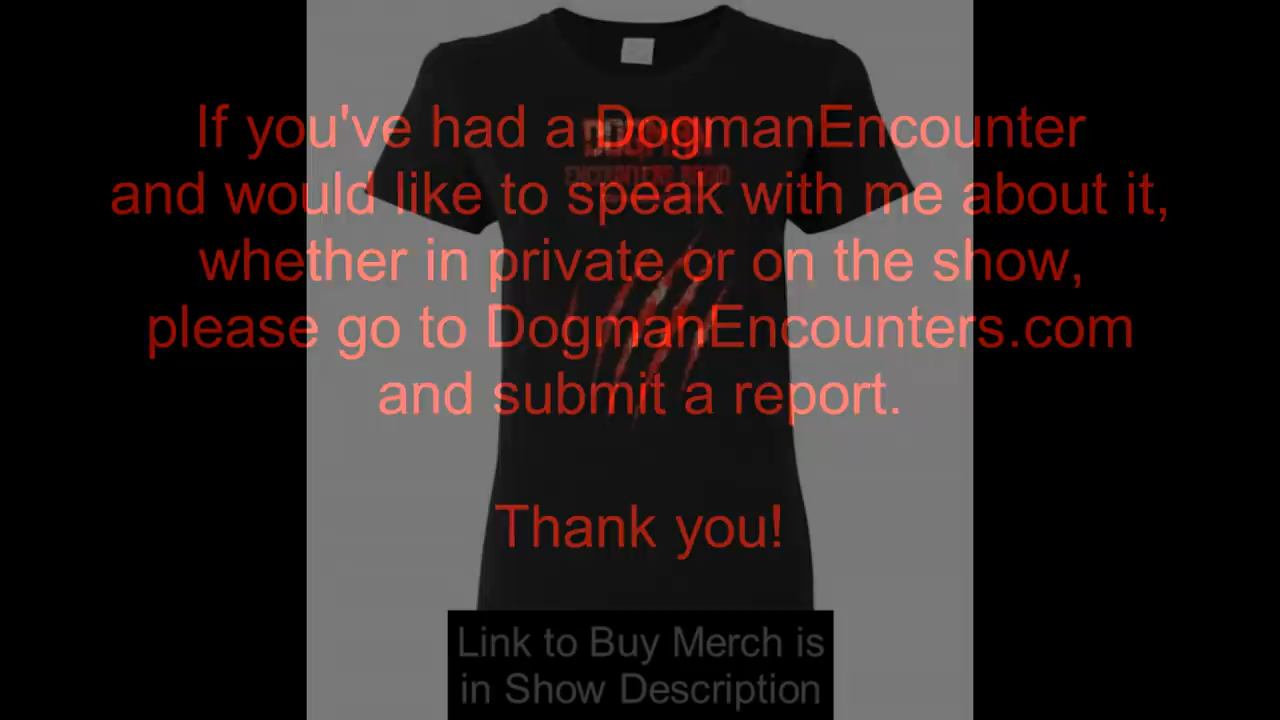 If you've had a DogmanEncounter
and would like to speak with me about it,
whether in private or on the show,
please go to DogmanEncounters.com
and submit a report.
Thank you!
Link to Buy Merch is
in Show Description